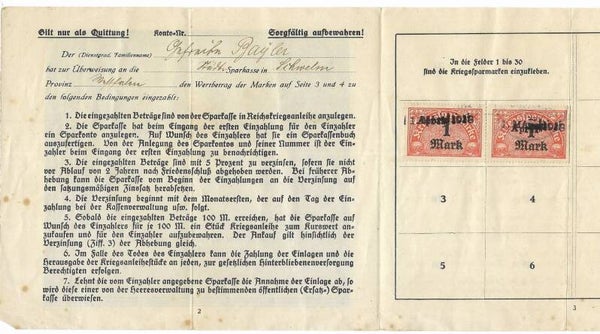 Gilt nur als Quittung! Konto-Nr. Sorgfältig aufbewahren!
Der (Dienstgrad, Familienname) Gefreite
hat zur Überweisung an die Städt. Sparkasse in Schwelm
Provinz Westfalen den Wertbetrag der Marken auf Seite 3 und 4 zu
den folgenden Bedingungen eingezahlt:
1. Die eingezahlten Beträge sind von der Sparkasse in Reichskriegsanleihe anzulegen.
2. Die Sparkasse hat beim Eingang der ersten Einzahlung für den Einzahler
ein Sparkonto anzulegen. Auf Wunsch des Einzahlers ist ein Sparkassenbuch
auszufertigen. Von der Anlegung des Sparkontos und seiner Nummer ist der Ein-
zahler beim Eingang der ersten Einzahlung zu benachrichtigen.
3. Die eingezahlten Beträge sind mit 5 Prozent zu verzinsen, sofern sie nicht
vor Ablauf von 2 Jahren nach Friedensschluß abgehoben werden. Bei früherer Ab-
hebung kann die Sparkasse vom Beginn der Einzahlungen an die Verzinsung auf
den satzungsmäßigen Zinssatz herabsetzen.
4. Die Verzinsung beginnt mit dem Monatsersten, der auf den Tag der Ein-
zahlung bei der Kassenverwaltung usw. folgt.
5. Sobald die eingezahlten Beträge 100 M. erreichen, hat die Sparkasse auf
Wunsch des Einzahlers für je 100 M. ein Stück Kriegsanleihe zum Kurswert an-
zukaufen und für den Einzahler aufzubewahren. Der Ankauf gilt hinsichtlich der
Verzinsung (Ziff. 3) der Abhebung gleich.
6. Im Falle des Todes des Einzahlers kann die Zahlung der Einlagen und die
Herausgabe der Kriegsanleihestücke an jeden, zur gesetzlichen Hinterbliebenenversorgung
Berechtigten erfolgen.
7. Lehnt die vom Einzahler angegebene Sparkasse die Annahme der Einlage ab, so
wird diese einer von der Heeresverwaltung zu bestimmenden öffentlichen (Ersatz-) Spar-
kasse überwiesen.
2
In die Felder 1 bis 30
sind die Kriegssparmarken einzukleben.
1 1
Mark Mark
3 4
5 6
3